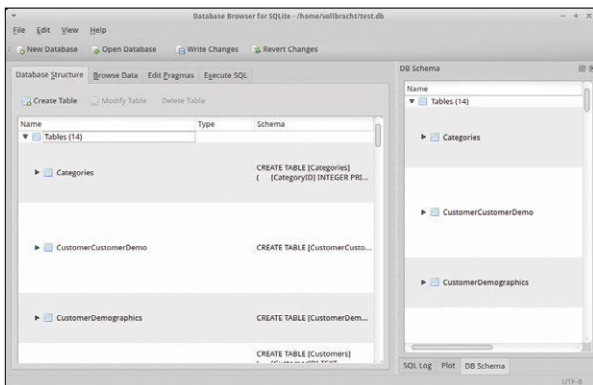 Database Browser for SQLite - /home/vollbracht/test.db
File Edit View Help
New Database Open Database Write Changes Revert Changes
Database Structure Browse Data Edit Pragmas Execute SQL
Create Table Modify Table Delete Table
Name Type Schema
Tables (14)
Categories CREATE TABLE [Categories]
( [CategoryID] INTEGER PRI...
CustomerCustomerDemo CREATE TABLE [CustomerCusto...
CustomerDemographics CREATE TABLE [CustomerDem...
CREATE TABLE [Customers]
DB Schema
Name
Tables (14)
Categories
CustomerCustomerDemo
CustomerDemographics
SQL Log Plot DB Schema
UTF-8